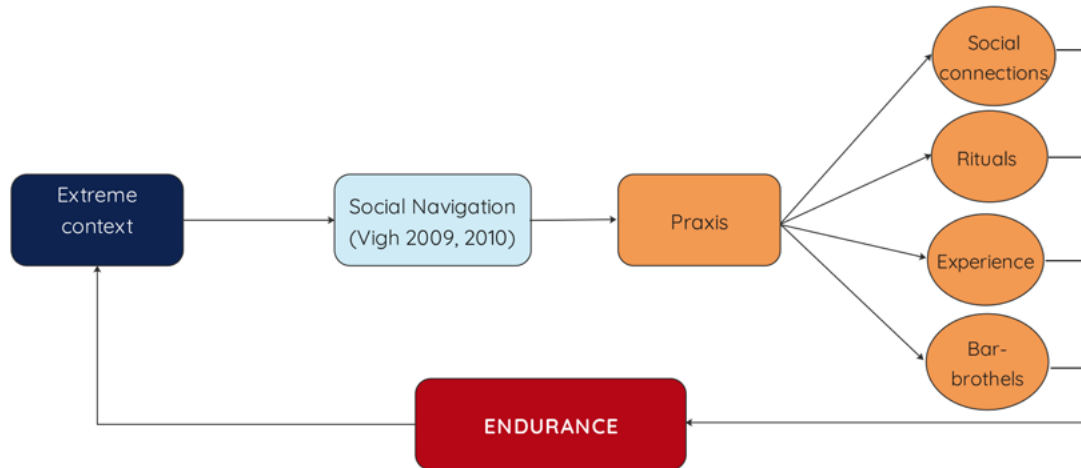 Social
connections
Rituals
Extreme
context
Social Navigation
(Vigh 2009, 2010)
Praxis
Experience
Bar-
brothels
ENDURANCE